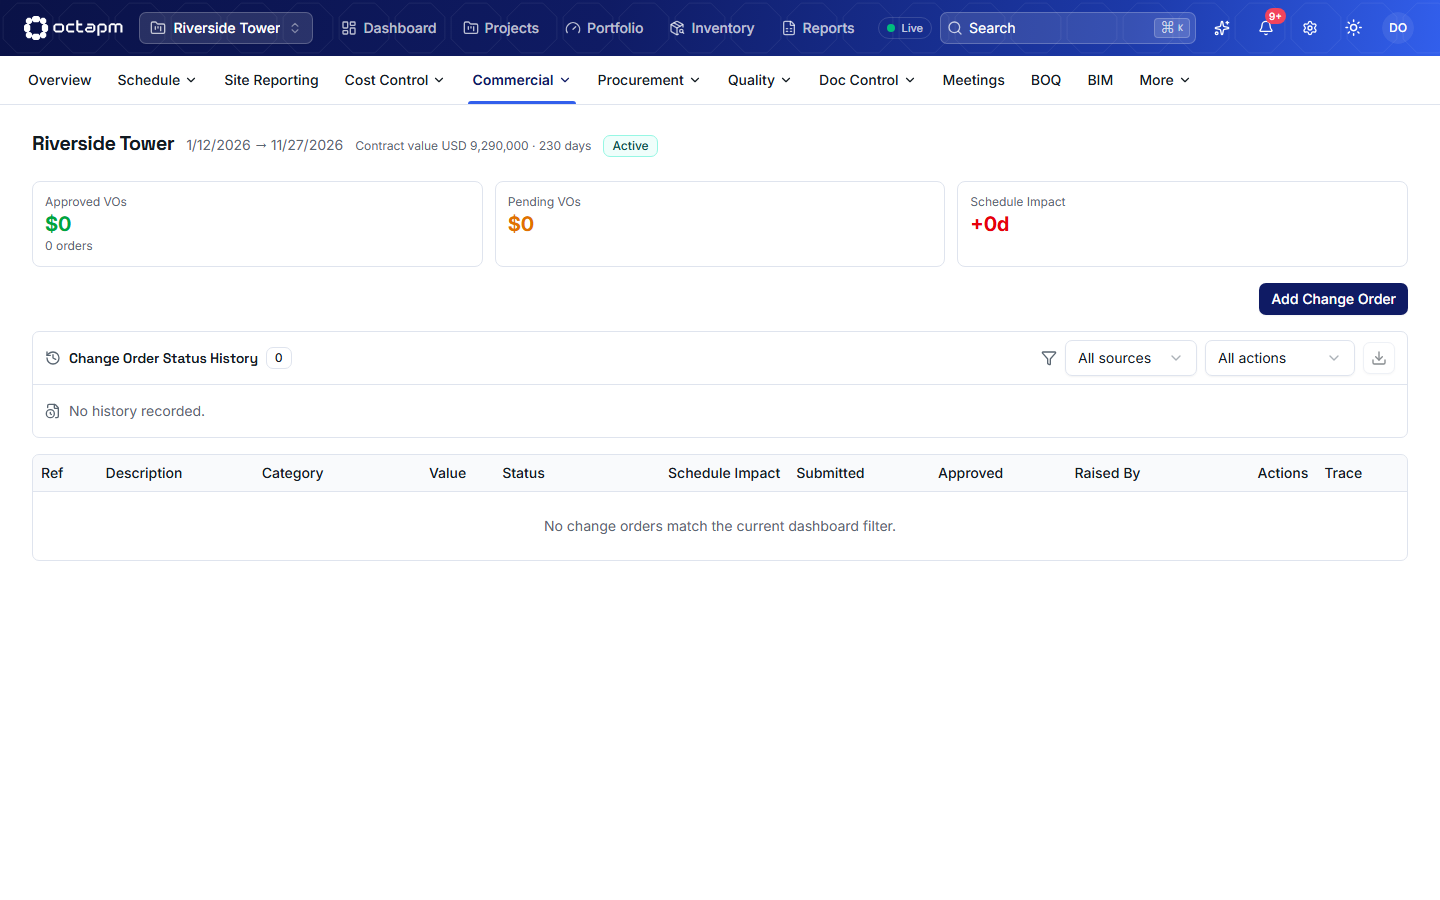 octapm
Riverside Tower
Dashboard
Projects
Portfolio
Inventory
Reports
Live
Search
⌘ K
9+
DO
Overview
Schedule
Site Reporting
Cost Control
Commercial
Procurement
Quality
Doc Control
Meetings
BOQ
BIM
More
Riverside Tower 1/12/2026 → 11/27/2026 Contract value USD 9,290,000 · 230 days Active
Approved VOs
$0
0 orders
Pending VOs
$0
Schedule Impact
+0d
Add Change Order
Change Order Status History 0
All sources
All actions
No history recorded.
Ref Description Category Value Status Schedule Impact Submitted Approved Raised By Actions Trace
No change orders match the current dashboard filter.